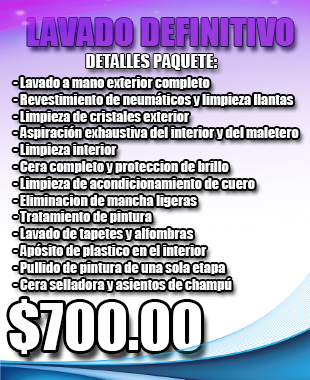 LAVADO DEFINITIVO
DETALLES PAQUETE:
- Lavado a mano exterior completo
- Revestimiento de neumáticos y limpieza llantas
- Limpieza de cristales exterior
- Aspiración exhaustiva del interior y del maletero
- Limpieza interior
- Cera completo y proteccion de brillo
- Limpieza de acondicionamiento de cuero
- Eliminacion de mancha ligeras
- Tratamiento de pintura
- Lavado de tapetes y alfombras
- Apósito de plastico en el interior
- Pullido de pintura de una sola etapa
- Cera selladora y asientos de champú
$700.00